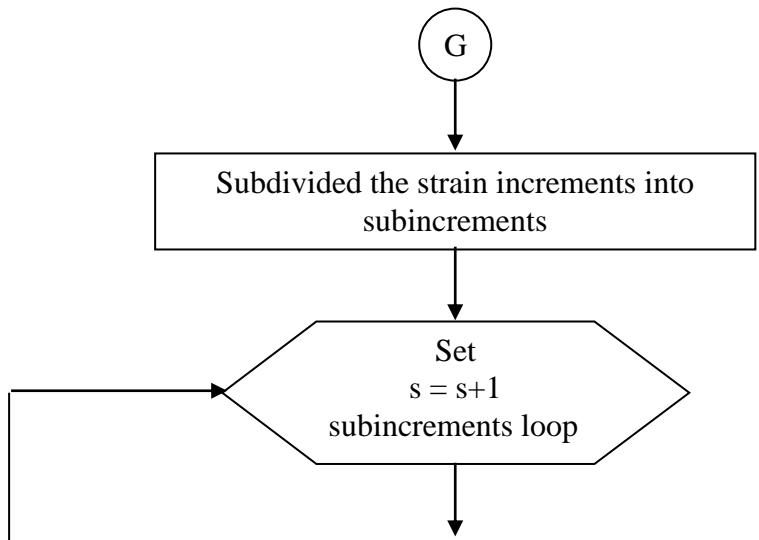 G
Subdivided the strain increments into
subincrements
Set
s = s+1
subincrements loop